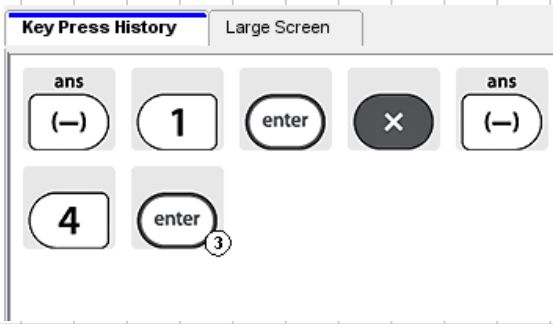 Key Press History Large Screen
ans ans
(−) 1 enter × (−)
4 enter 3